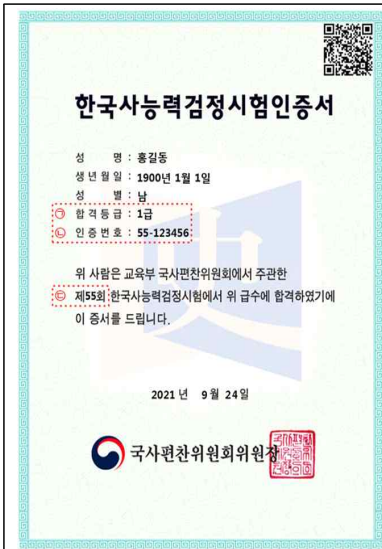 한국사능력검정시험인증서
성 명 : 홍길동
생년월일 : 1900년 1월 1일
성 별 : 남
㉠ 합격등급 : 1급
㉡ 인증번호 : 55-123456
위 사람은 교육부 국사편찬위원회에서 주관한
㉢ 제55회 한국사능력검정시험에서 위 급수에 합격하였기에
이 증서를 드립니다.
史
2021 년 9 월 24 일
국사편찬위원회위원장